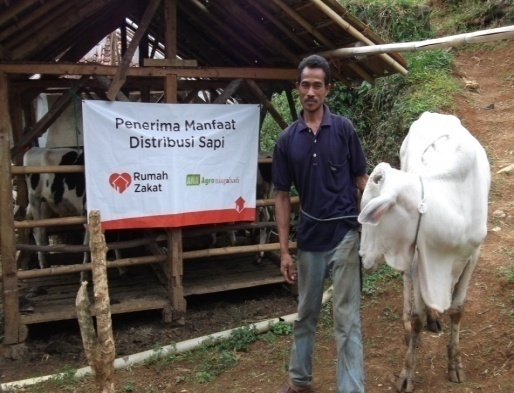 Penerima Manfaat
Distribusi Sapi
Rumah
Zakat